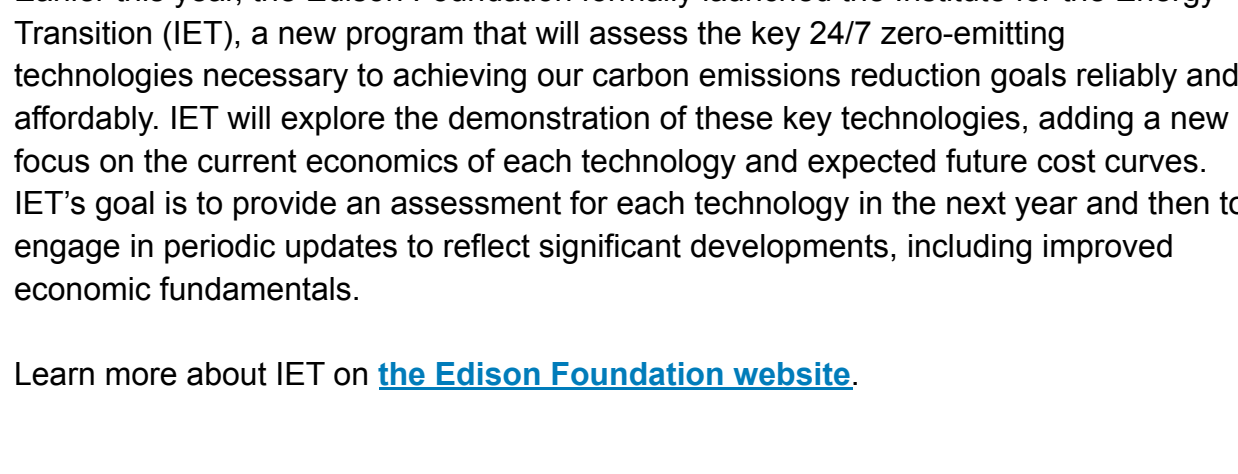 Earlier this year, the Edison Foundation formally launched the Institute for the Energy
Transition (IET), a new program that will assess the key 24/7 zero-emitting
technologies necessary to achieving our carbon emissions reduction goals reliably and
affordably. IET will explore the demonstration of these key technologies, adding a new
focus on the current economics of each technology and expected future cost curves.
IET’s goal is to provide an assessment for each technology in the next year and then to
engage in periodic updates to reflect significant developments, including improved
economic fundamentals.
Learn more about IET on the Edison Foundation website.